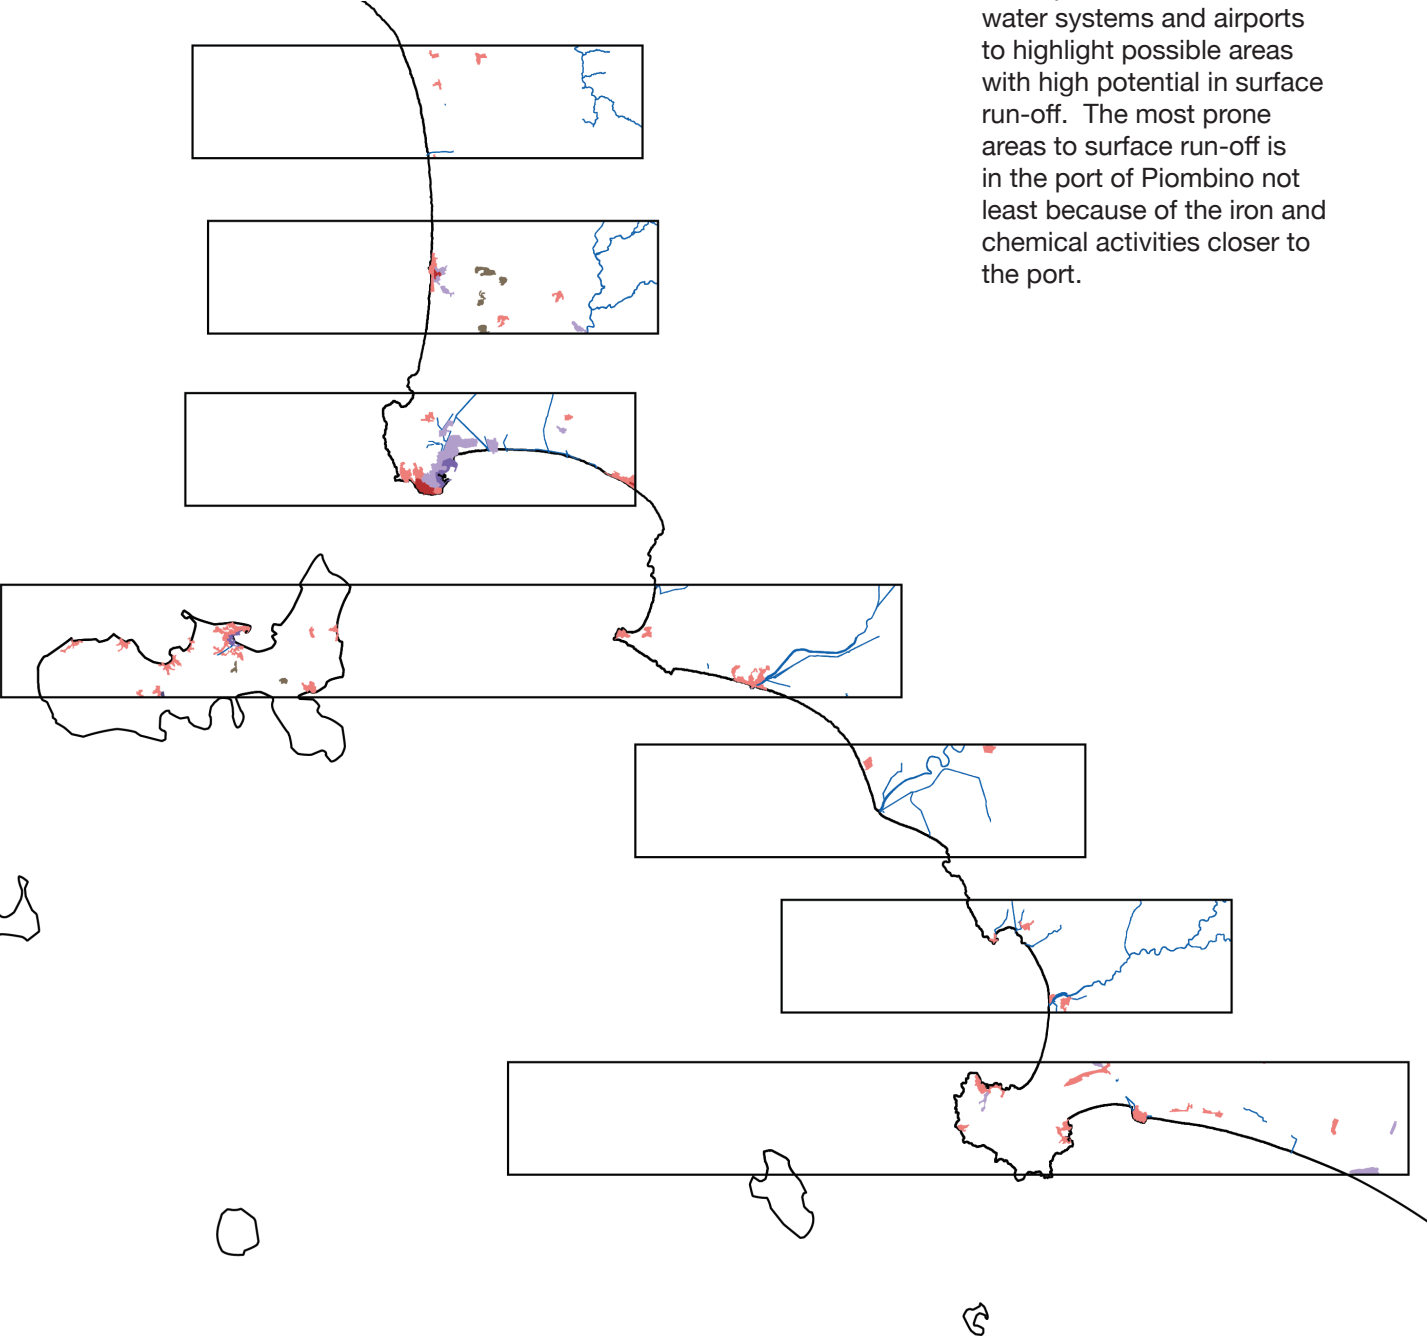 water systems and airports
to highlight possible areas
with high potential in surface
run-off.  The most prone
areas to surface run-off is
in the port of Piombino not
least because of the iron and
chemical activities closer to
the port.